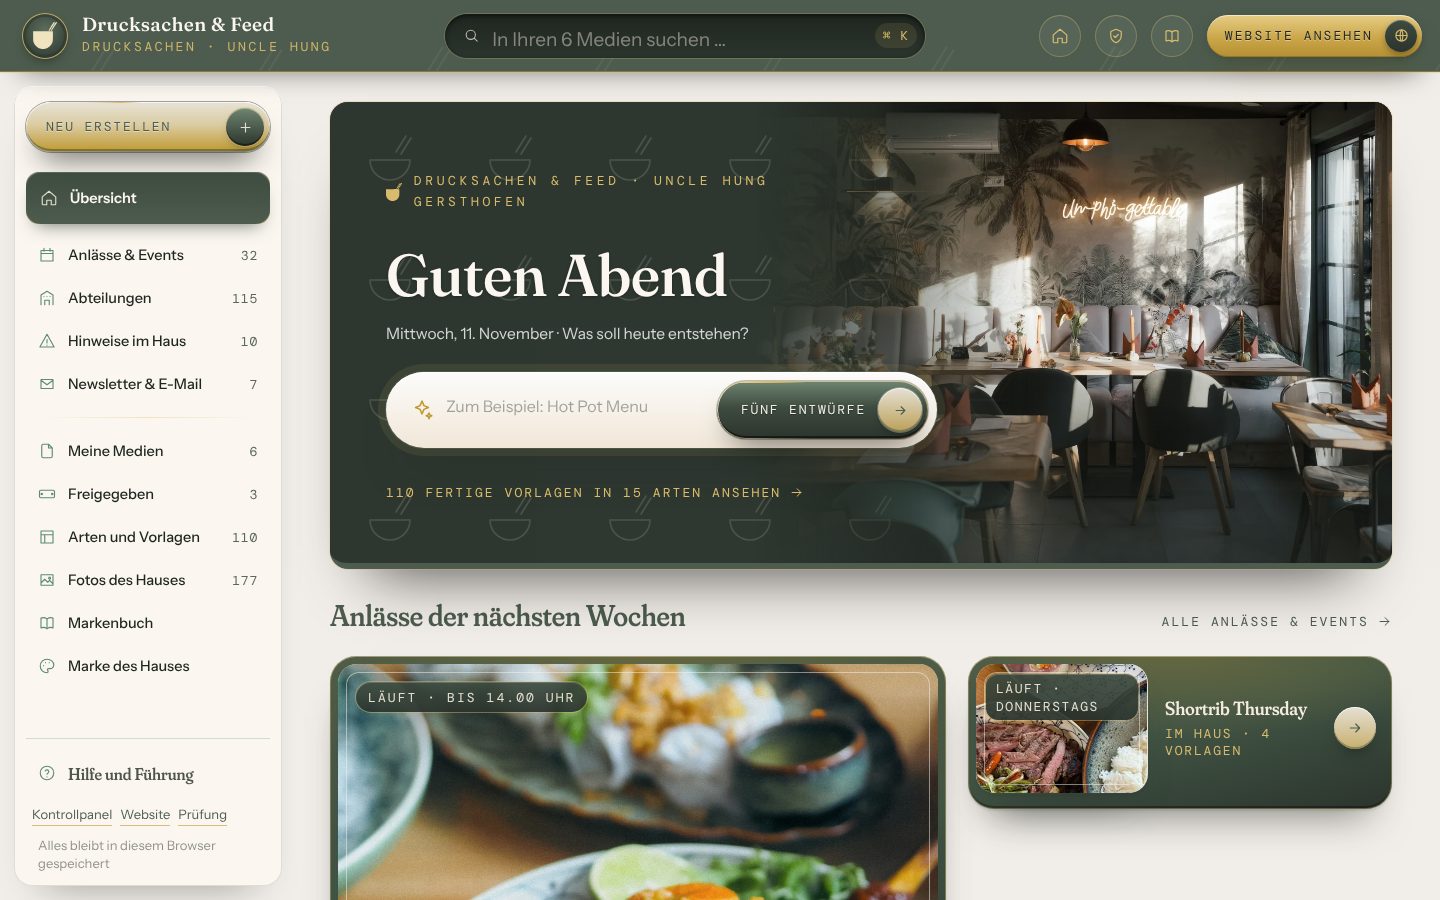 Drucksachen & Feed
DRUCKSACHEN · UNCLE HUNG
In Ihren 6 Medien suchen ...
⌘ K
WEBSITE ANSEHEN
NEU ERSTELLEN
Übersicht
Anlässe & Events 32
Abteilungen 115
Hinweise im Haus 10
Newsletter & E-Mail 7
Meine Medien 6
Freigegeben 3
Arten und Vorlagen 110
Fotos des Hauses 177
Markenbuch
Marke des Hauses
Hilfe und Führung
Kontrollpanel Website Prüfung
Alles bleibt in diesem Browser
gespeichert
DRUCKSACHEN & FEED · UNCLE HUNG
GERSTHOFEN
Guten Abend
Mittwoch, 11. November · Was soll heute entstehen?
Zum Beispiel: Hot Pot Menu
FÜNF ENTWÜRFE
110 FERTIGE VORLAGEN IN 15 ARTEN ANSEHEN →
Um-phở-gettable
Anlässe der nächsten Wochen
ALLE ANLÄSSE & EVENTS →
LÄUFT · BIS 14.00 UHR
LÄUFT ·
DONNERSTAGS
Shortrib Thursday
IM HAUS · 4
VORLAGEN